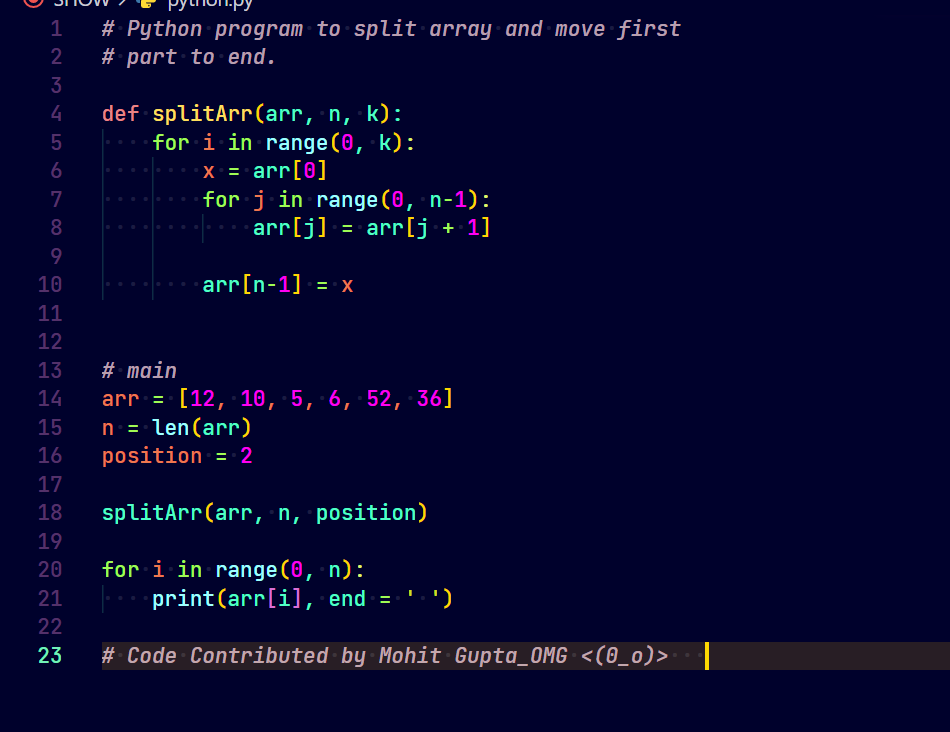 SHOW > python.py
1 # Python program to split array and move first
2 # part to end.
3
4 def splitArr(arr, n, k):
5     for i in range(0, k):
6         x = arr[0]
7         for j in range(0, n-1):
8             arr[j] = arr[j + 1]
9
10         arr[n-1] = x
11
12
13 # main
14 arr = [12, 10, 5, 6, 52, 36]
15 n = len(arr)
16 position = 2
17
18 splitArr(arr, n, position)
19
20 for i in range(0, n):
21     print(arr[i], end = ' ')
22
23 # Code Contributed by Mohit Gupta_OMG <(0_o)>